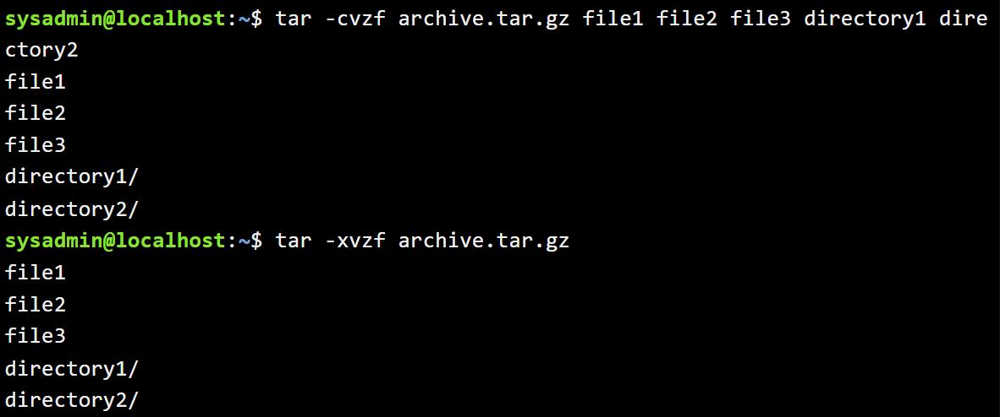 sysadmin@localhost:~$ tar -cvzf archive.tar.gz file1 file2 file3 directory1 dire
ctory2
file1
file2
file3
directory1/
directory2/
sysadmin@localhost:~$ tar -xvzf archive.tar.gz
file1
file2
file3
directory1/
directory2/